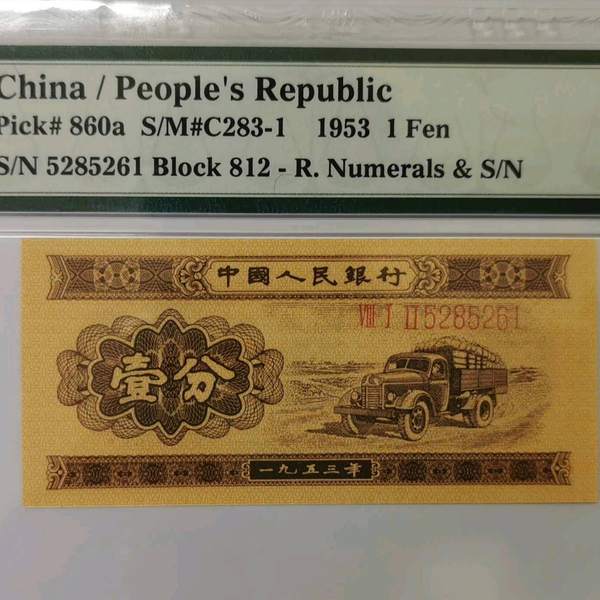 China / People's Republic
Pick# 860a S/M#C283-1 1953 1 Fen
S/N 5285261 Block 812 - R. Numerals & S/N
中國人民銀行
VIII I II 5285261
壹分
一九五三年